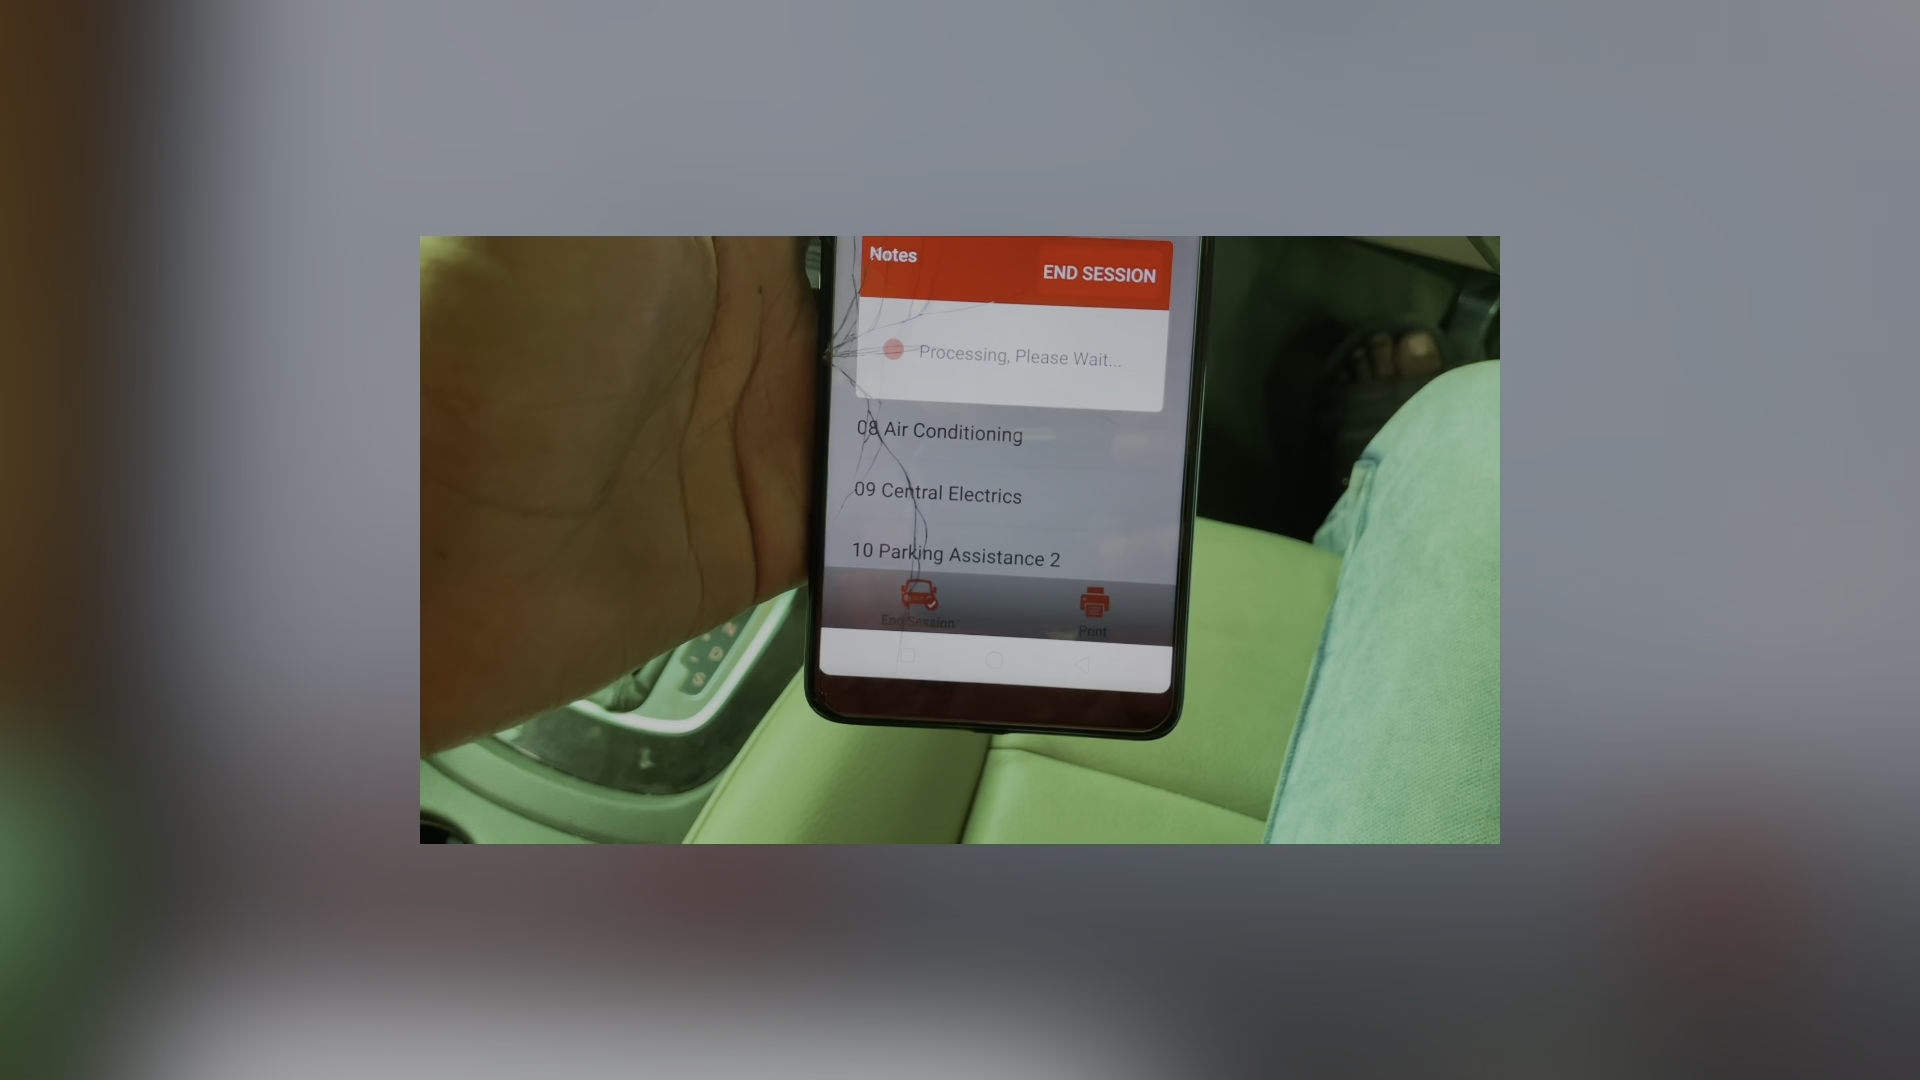 Notes
END SESSION
Processing, Please Wait...
08 Air Conditioning
09 Central Electrics
10 Parking Assistance 2
End Session
Print
N
D
S